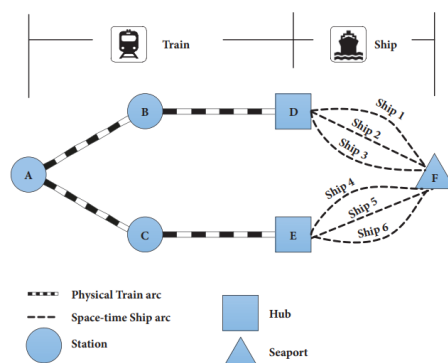 Train
Ship
B
D
Ship 1
Ship 2
Ship 3
A
F
Ship 4
Ship 5
Ship 6
C
E
Physical Train arc
Space-time Ship arc
Station
Hub
Seaport